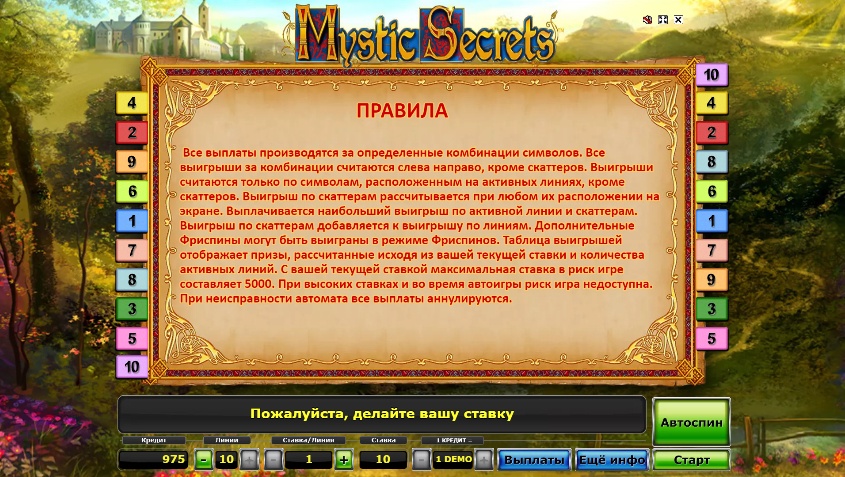 Mystic Secrets
10
4
4
2
2
9
8
6
6
1
1
7
7
8
9
3
3
5
5
10
ПРАВИЛА
Все выплаты производятся за определенные комбинации символов. Все
выигрыши за комбинации считаются слева направо, кроме скаттеров. Выигрыши
считаются только по символам, расположенным на активных линиях, кроме
скаттеров. Выигрыш по скаттерам рассчитывается при любом их расположении на
экране. Выплачивается наибольший выигрыш по активной линии и скаттерам.
Выигрыш по скаттерам добавляется к выигрышу по линиям. Дополнительные
Фриспины могут быть выиграны в режиме Фриспинов. Таблица выигрышей
отображает призы, рассчитанные исходя из вашей текущей ставки и количества
активных линий. С вашей текущей ставкой максимальная ставка в риск игре
составляет 5000. При высоких ставках и во время автоигры риск игра недоступна.
При неисправности автомата все выплаты аннулируются.
Пожалуйста, делайте вашу ставку
Автоспин
Кредит Линии Ставка/Линия Ставка 1 КРЕДИТ =
975 - 10 + - 1 + 10 - 1 DEMO + Выплаты Ещё инфо Старт